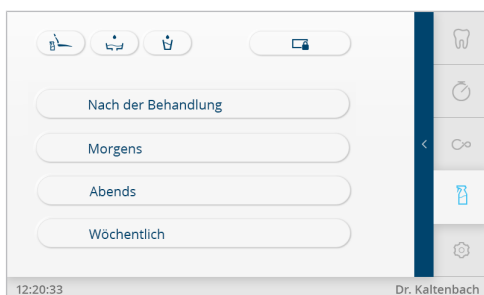 Nach der Behandlung
Morgens
Abends
Wöchentlich
12:20:33 Dr. Kaltenbach